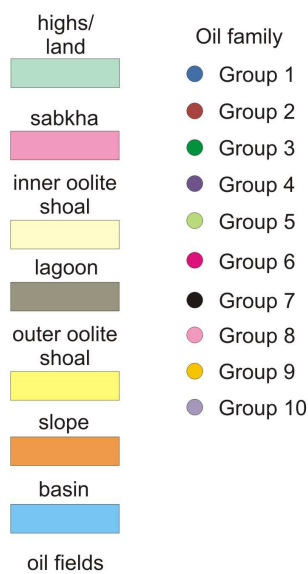 highs/
land
sabkha
inner oolite
shoal
lagoon
outer oolite
shoal
slope
basin
oil fields
Oil family
Group 1
Group 2
Group 3
Group 4
Group 5
Group 6
Group 7
Group 8
Group 9
Group 10